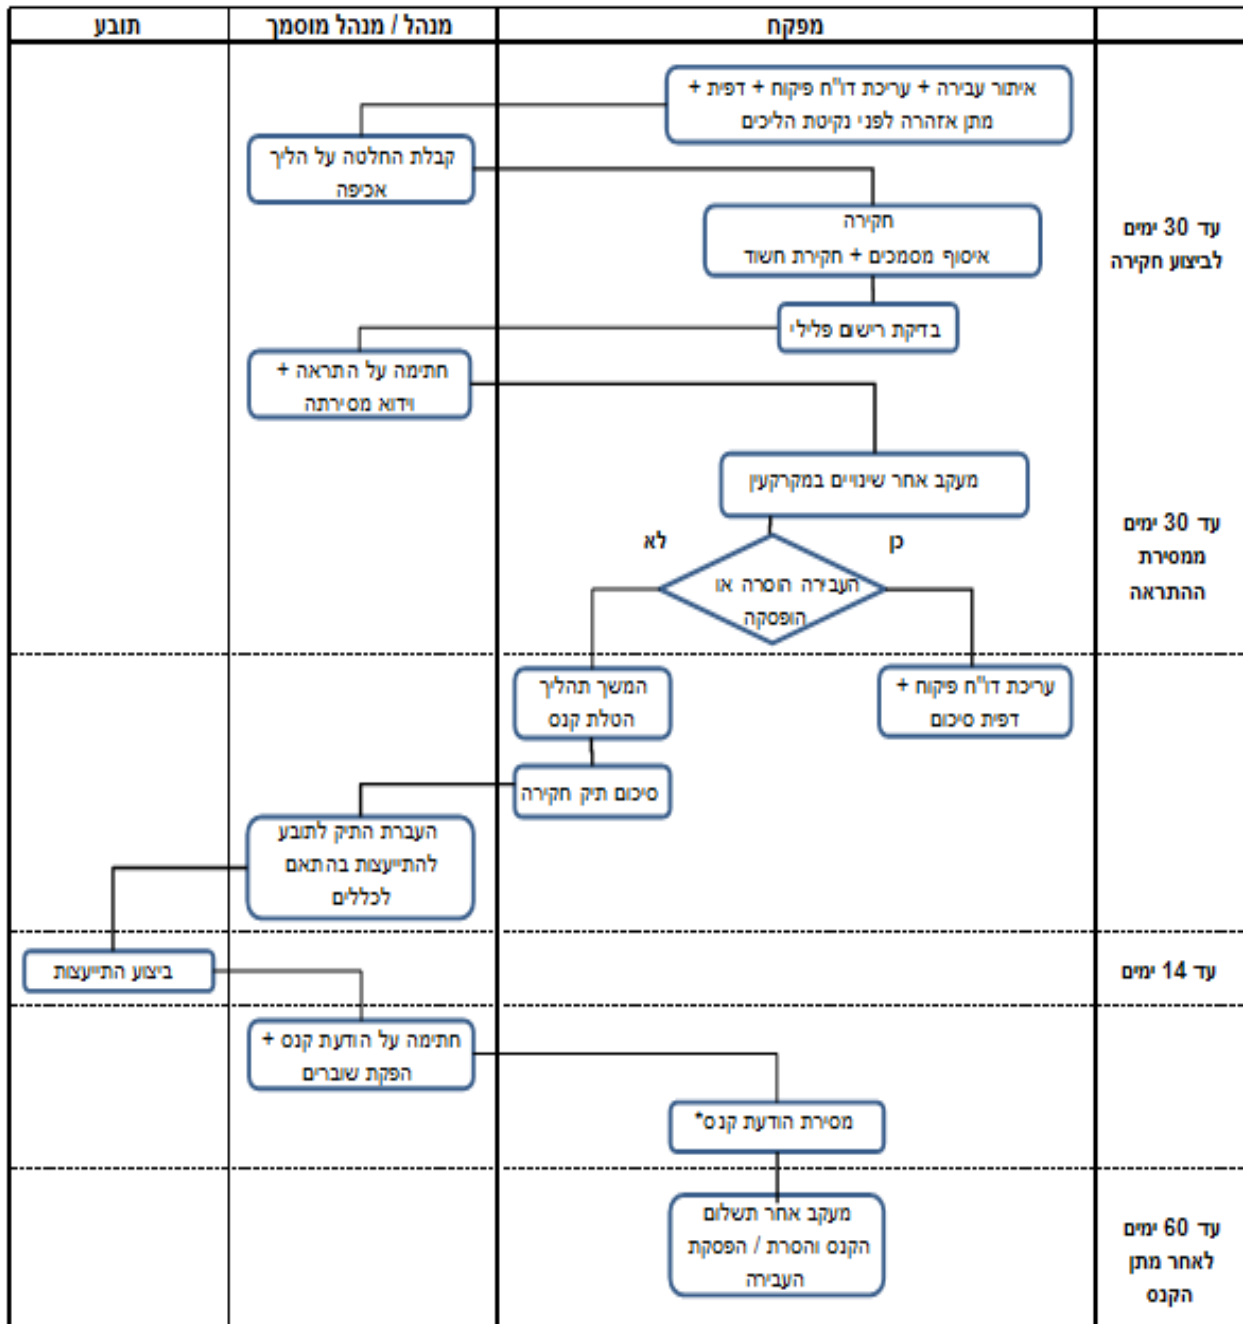 מפקח
מנהל / מנהל מוסמך
תובע
איתור עבירה + עריכת דו"ח פיקוח + דפית +
מתן אזהרה לפני נקיטת הליכים
קבלת החלטה על הליך
אכיפה
עד 30 ימים
לביצוע חקירה
חקירה
איסוף מסמכים + חקירת חשוד
בדיקת רישום פלילי
חתימה על התראה +
וידוא מסירתה
מעקב אחר שינויים במקרקעין
עד 30 ימים
ממסירת
ההתראה
כן
לא
העבירה הוסרה או
הופסקה
עריכת דו"ח פיקוח +
דפית סיכום
המשך תהליך
הטלת קנס
סיכום תיק חקירה
העברת התיק לתובע
להתייעצות בהתאם
לכללים
עד 14 ימים
ביצוע התייעצות
חתימה על הודעת קנס +
הפקת שוברים
מסירת הודעת קנס*
עד 60 ימים
לאחר מתן
הקנס
מעקב אחר תשלום
הקנס והסרת / הפסקת
העבירה